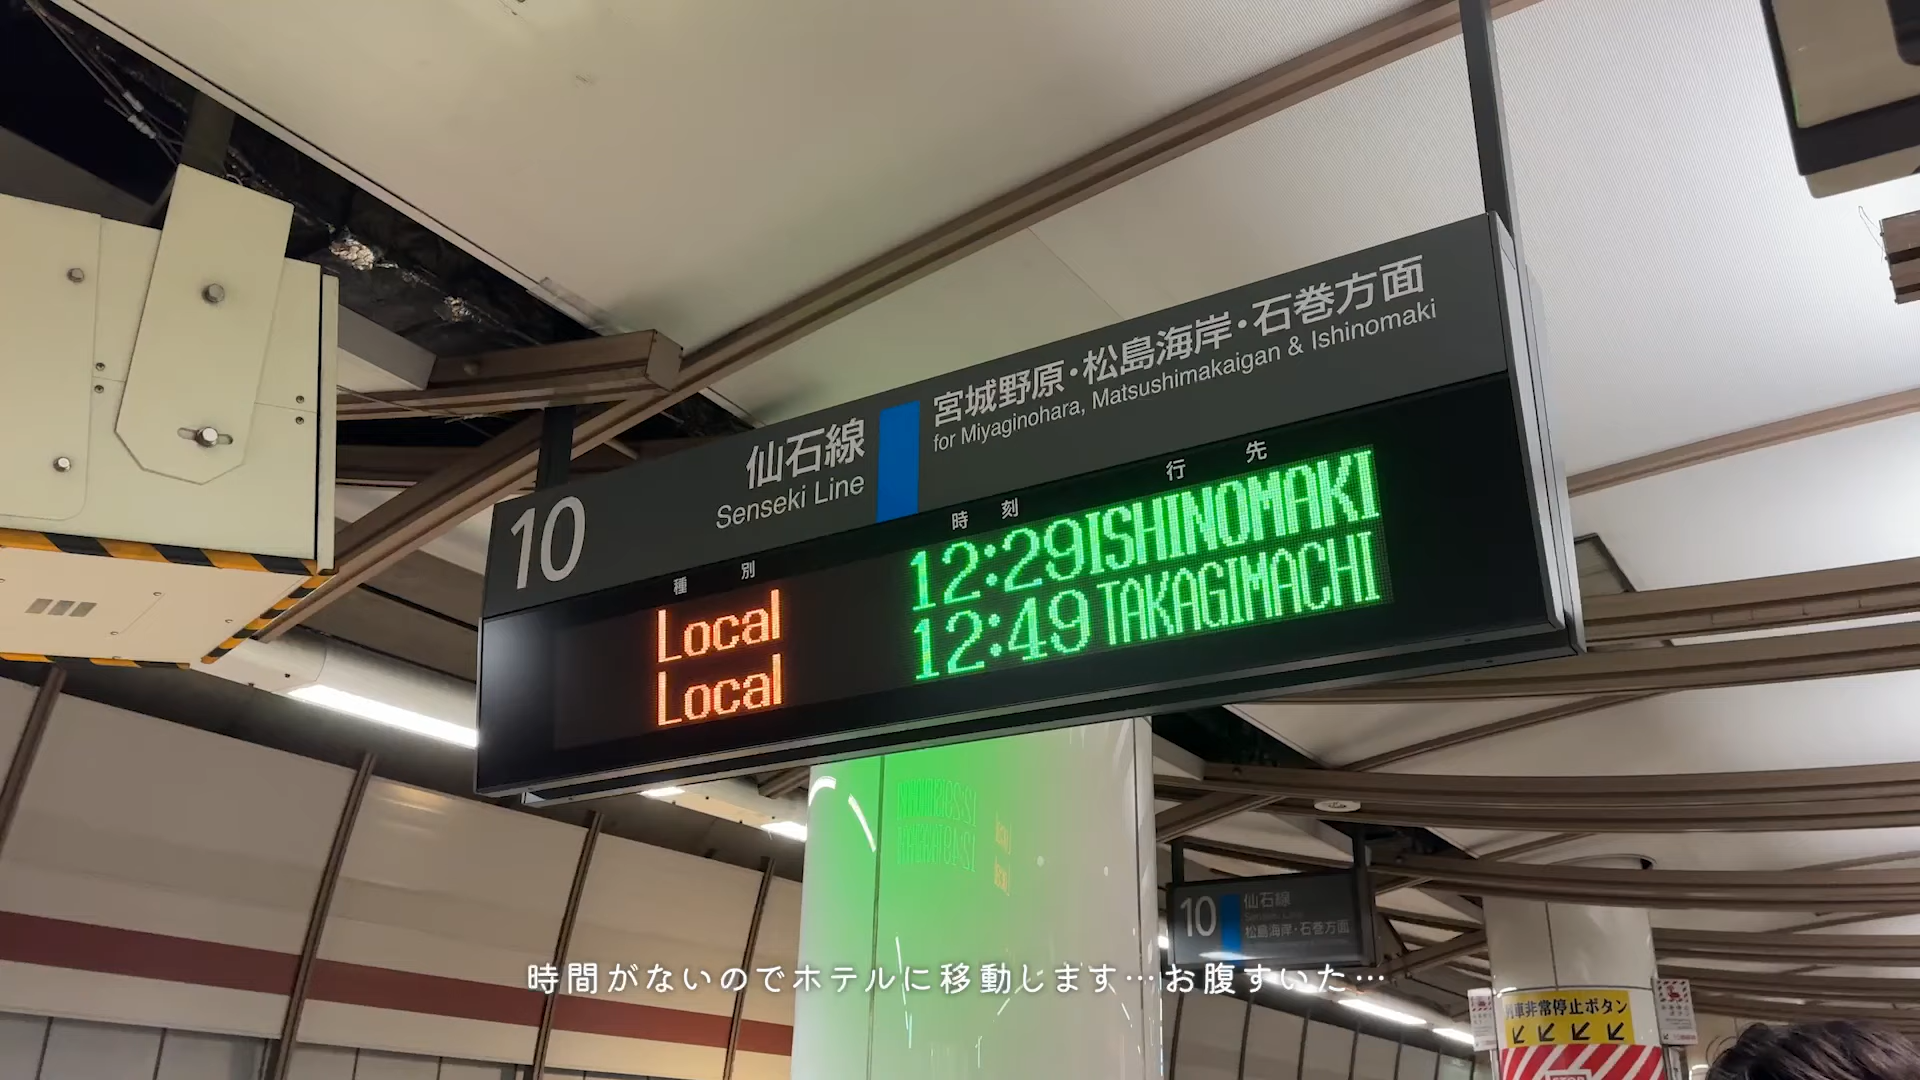 10
仙石線
Senseki Line
宮城野原・松島海岸・石巻方面
for Miyaginohara, Matsushimakaigan & Ishinomaki
種別
時刻
行先
Local 12:29 ISHINOMAKI
Local 12:49 TAKAGIMACHI
10
仙石線
松島海岸・石巻方面
時間がないのでホテルに移動します…お腹すいた…
列車非常停止ボタン